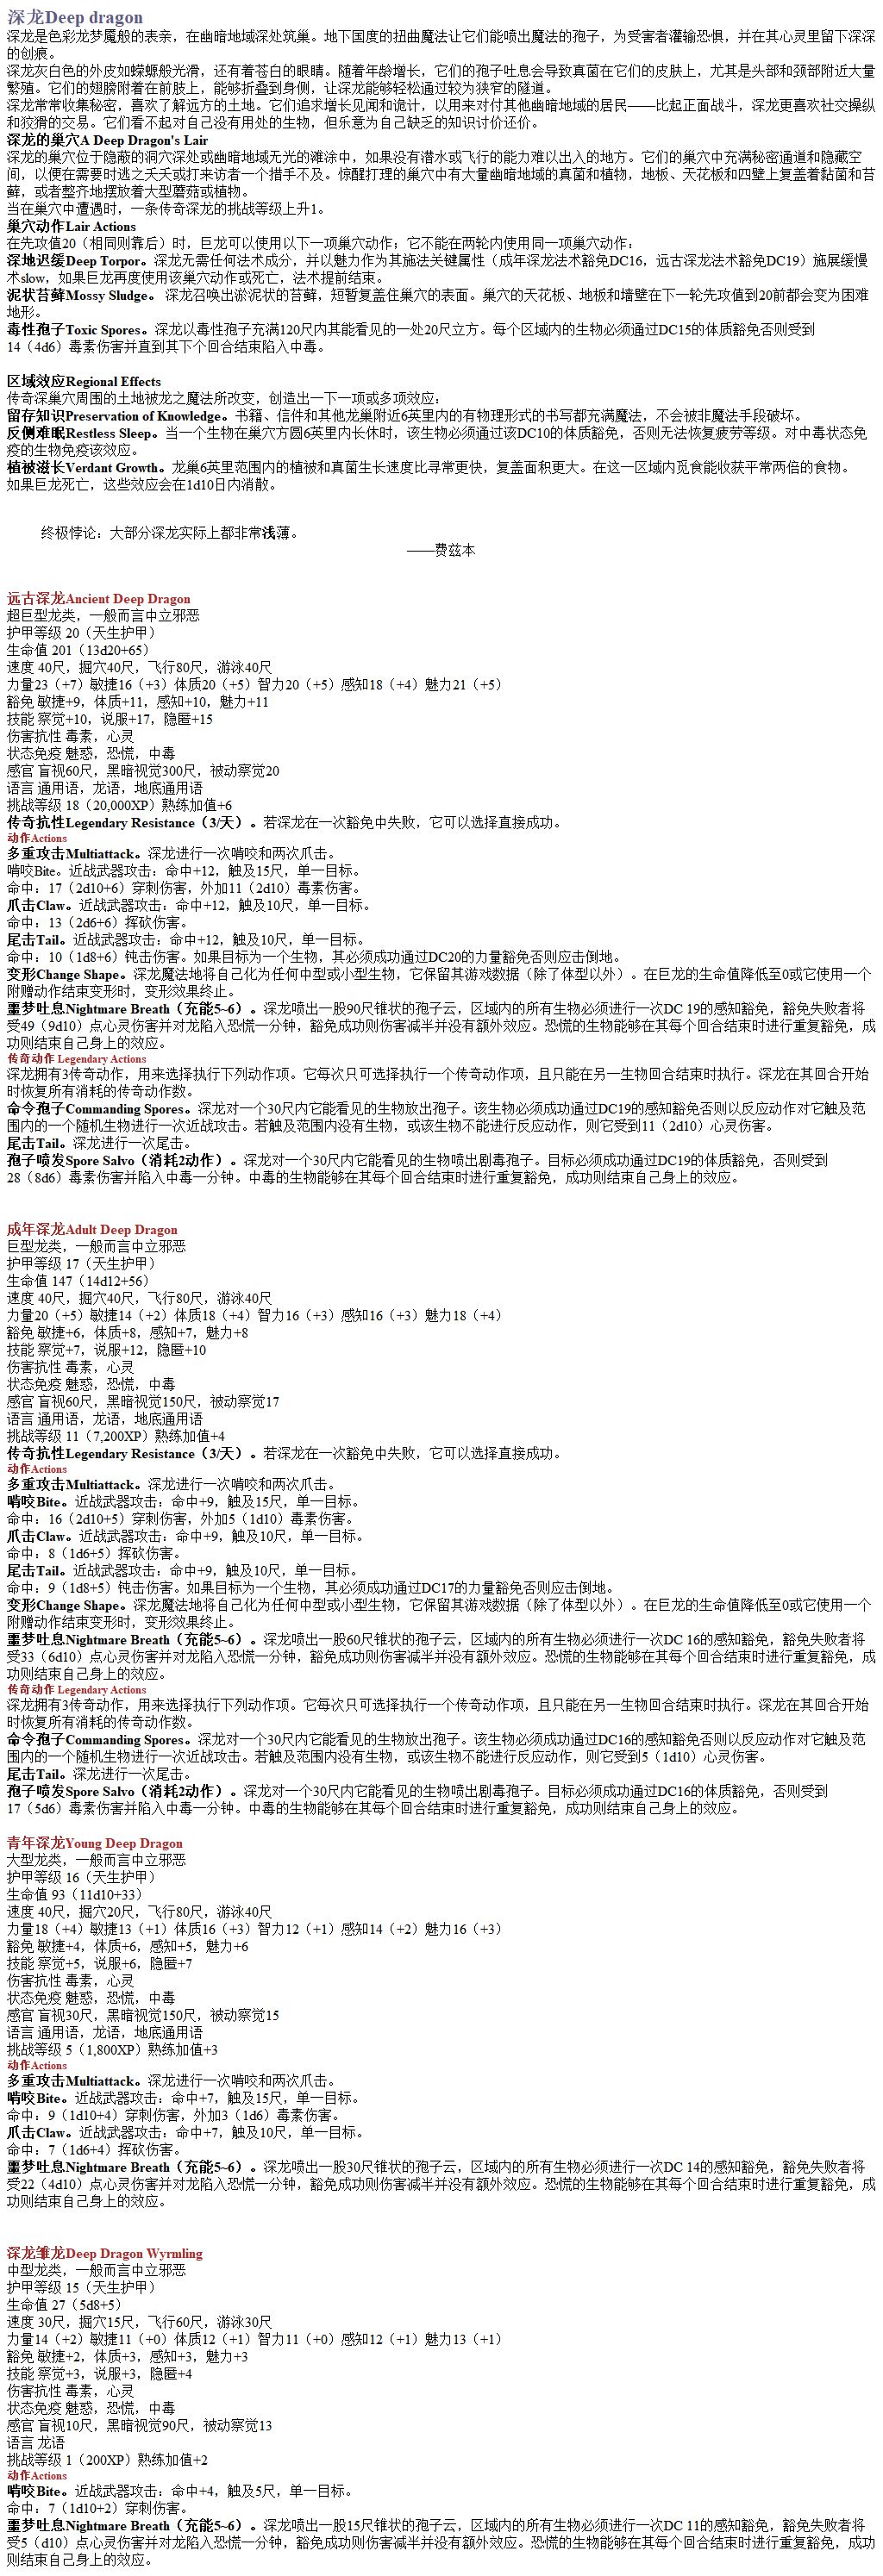 深龙Deep dragon
深龙是色彩龙梦魇般的表亲，在幽暗地域深处筑巢。地下国度的扭曲魔法让它们能喷出魔法的孢子，为受害者灌输恐惧，并在其心灵里留下深深
的创痕。
深龙灰白色的外皮如蝾螈般光滑，还有着苍白的眼睛。随着年龄增长，它们的孢子吐息会导致真菌在它们的皮肤上，尤其是头部和颈部附近大量
繁殖。它们的翅膀附着在前肢上，能够折叠到身侧，让深龙能够轻松通过较为狭窄的隧道。
深龙常常收集秘密，喜欢了解远方的土地。它们追求增长见闻和诡计，以用来对付其他幽暗地域的居民——比起正面战斗，深龙更喜欢社交操纵
和狡猾的交易。它们看不起对自己没有用处的生物，但乐意为自己缺乏的知识讨价还价。
深龙的巢穴A Deep Dragon's Lair
深龙的巢穴位于隐蔽的洞穴深处或幽暗地域无光的滩涂中，如果没有潜水或飞行的能力难以出入的地方。它们的巢穴中充满秘密通道和隐藏空
间，以便在需要时逃之夭夭或打来访者一个措手不及。惊醒打理的巢穴中有大量幽暗地域的真菌和植物，地板、天花板和四壁上复盖着黏菌和苔
藓，或者整齐地摆放着大型蘑菇或植物。
当在巢穴中遭遇时，一条传奇深龙的挑战等级上升1。
巢穴动作Lair Actions
在先攻值20（相同则靠后）时，巨龙可以使用以下一项巢穴动作；它不能在两轮内使用同一项巢穴动作：
深地迟缓Deep Torpor。深龙无需任何法术成分，并以魅力作为其施法关键属性（成年深龙法术豁免DC16，远古深龙法术豁免DC19）施展缓慢
术slow，如果巨龙再度使用该巢穴动作或死亡，法术提前结束。
泥状苔藓Mossy Sludge。 深龙召唤出淤泥状的苔藓，短暂复盖住巢穴的表面。巢穴的天花板、地板和墙壁在下一轮先攻值到20前都会变为困难
地形。
毒性孢子Toxic Spores。深龙以毒性孢子充满120尺内其能看见的一处20尺立方。每个区域内的生物必须通过DC15的体质豁免否则受到
14（4d6）毒素伤害并直到其下个回合结束陷入中毒。
区域效应Regional Effects
传奇深巢穴周围的土地被龙之魔法所改变，创造出一下一项或多项效应：
留存知识Preservation of Knowledge。书籍、信件和其他龙巢附近6英里内的有物理形式的书写都充满魔法，不会被非魔法手段破坏。
反侧难眠Restless Sleep。当一个生物在巢穴方圆6英里内长休时，该生物必须通过该DC10的体质豁免，否则无法恢复疲劳等级。对中毒状态免
疫的生物免疫该效应。
植被滋长Verdant Growth。龙巢6英里范围内的植被和真菌生长速度比寻常更快，复盖面积更大。在这一区域内觅食能收获平常两倍的食物。
如果巨龙死亡，这些效应会在1d10日内消散。
终极悖论：大部分深龙实际上都非常浅薄。
——费兹本
远古深龙Ancient Deep Dragon
超巨型龙类，一般而言中立邪恶
护甲等级 20（天生护甲）
生命值 201（13d20+65）
速度 40尺，掘穴40尺，飞行80尺，游泳40尺
力量23（+7）敏捷16（+3）体质20（+5）智力20（+5）感知18（+4）魅力21（+5）
豁免 敏捷+9，体质+11，感知+10，魅力+11
技能 察觉+10，说服+17，隐匿+15
伤害抗性 毒素，心灵
状态免疫 魅惑，恐慌，中毒
感官 盲视60尺，黑暗视觉300尺，被动察觉20
语言 通用语，龙语，地底通用语
挑战等级 18（20,000XP）熟练加值+6
传奇抗性Legendary Resistance（3/天）。若深龙在一次豁免中失败，它可以选择直接成功。
动作Actions
多重攻击Multiattack。深龙进行一次啃咬和两次爪击。
啃咬Bite。近战武器攻击：命中+12，触及15尺，单一目标。
命中：17（2d10+6）穿刺伤害，外加11（2d10）毒素伤害。
爪击Claw。近战武器攻击：命中+12，触及10尺，单一目标。
命中：13（2d6+6）挥砍伤害。
尾击Tail。近战武器攻击：命中+12，触及10尺，单一目标。
命中：10（1d8+6）钝击伤害。如果目标为一个生物，其必须成功通过DC20的力量豁免否则应击倒地。
变形Change Shape。深龙魔法地将自己化为任何中型或小型生物，它保留其游戏数据（除了体型以外）。在巨龙的生命值降低至0或它使用一个
附赠动作结束变形时，变形效果终止。
噩梦吐息Nightmare Breath（充能5~6）。深龙喷出一股90尺锥状的孢子云，区域内的所有生物必须进行一次DC 19的感知豁免，豁免失败者将
受49（9d10）点心灵伤害并对龙陷入恐慌一分钟，豁免成功则伤害减半并没有额外效应。恐慌的生物能够在其每个回合结束时进行重复豁免，成
功则结束自己身上的效应。
传奇动作 Legendary Actions
深龙拥有3传奇动作，用来选择执行下列动作项。它每次只可选择执行一个传奇动作项，且只能在另一生物回合结束时执行。深龙在其回合开始
时恢复所有消耗的传奇动作数。
命令孢子Commanding Spores。深龙对一个30尺内它能看见的生物放出孢子。该生物必须成功通过DC19的感知豁免否则以反应动作对它触及范
围内的一个随机生物进行一次近战攻击。若触及范围内没有生物，或该生物不能进行反应动作，则它受到11（2d10）心灵伤害。
尾击Tail。深龙进行一次尾击。
孢子喷发Spore Salvo（消耗2动作）。深龙对一个30尺内它能看见的生物喷出剧毒孢子。目标必须成功通过DC19的体质豁免，否则受到
28（8d6）毒素伤害并陷入中毒一分钟。中毒的生物能够在其每个回合结束时进行重复豁免，成功则结束自己身上的效应。
成年深龙Adult Deep Dragon
巨型龙类，一般而言中立邪恶
护甲等级 17（天生护甲）
生命值 147（14d12+56）
速度 40尺，掘穴40尺，飞行80尺，游泳40尺
力量20（+5）敏捷14（+2）体质18（+4）智力16（+3）感知16（+3）魅力18（+4）
豁免 敏捷+6，体质+8，感知+7，魅力+8
技能 察觉+7，说服+12，隐匿+10
伤害抗性 毒素，心灵
状态免疫 魅惑，恐慌，中毒
感官 盲视60尺，黑暗视觉150尺，被动察觉17
语言 通用语，龙语，地底通用语
挑战等级 11（7,200XP）熟练加值+4
传奇抗性Legendary Resistance（3/天）。若深龙在一次豁免中失败，它可以选择直接成功。
动作Actions
多重攻击Multiattack。深龙进行一次啃咬和两次爪击。
啃咬Bite。近战武器攻击：命中+9，触及15尺，单一目标。
命中：16（2d10+5）穿刺伤害，外加5（1d10）毒素伤害。
爪击Claw。近战武器攻击：命中+9，触及10尺，单一目标。
命中：8（1d6+5）挥砍伤害。
尾击Tail。近战武器攻击：命中+9，触及10尺，单一目标。
命中：9（1d8+5）钝击伤害。如果目标为一个生物，其必须成功通过DC17的力量豁免否则应击倒地。
变形Change Shape。深龙魔法地将自己化为任何中型或小型生物，它保留其游戏数据（除了体型以外）。在巨龙的生命值降低至0或它使用一个
附赠动作结束变形时，变形效果终止。
噩梦吐息Nightmare Breath（充能5~6）。深龙喷出一股60尺锥状的孢子云，区域内的所有生物必须进行一次DC 16的感知豁免，豁免失败者将
受33（6d10）点心灵伤害并对龙陷入恐慌一分钟，豁免成功则伤害减半并没有额外效应。恐慌的生物能够在其每个回合结束时进行重复豁免，成
功则结束自己身上的效应。
传奇动作 Legendary Actions
深龙拥有3传奇动作，用来选择执行下列动作项。它每次只可选择执行一个传奇动作项，且只能在另一生物回合结束时执行。深龙在其回合开始
时恢复所有消耗的传奇动作数。
命令孢子Commanding Spores。深龙对一个30尺内它能看见的生物放出孢子。该生物必须成功通过DC16的感知豁免否则以反应动作对它触及范
围内的一个随机生物进行一次近战攻击。若触及范围内没有生物，或该生物不能进行反应动作，则它受到5（1d10）心灵伤害。
尾击Tail。深龙进行一次尾击。
孢子喷发Spore Salvo（消耗2动作）。深龙对一个30尺内它能看见的生物喷出剧毒孢子。目标必须成功通过DC16的体质豁免，否则受到
17（5d6）毒素伤害并陷入中毒一分钟。中毒的生物能够在其每个回合结束时进行重复豁免，成功则结束自己身上的效应。
青年深龙Young Deep Dragon
大型龙类，一般而言中立邪恶
护甲等级 16（天生护甲）
生命值 93（11d10+33）
速度 40尺，掘穴20尺，飞行80尺，游泳40尺
力量18（+4）敏捷13（+1）体质16（+3）智力12（+1）感知14（+2）魅力16（+3）
豁免 敏捷+4，体质+6，感知+5，魅力+6
技能 察觉+5，说服+6，隐匿+7
伤害抗性 毒素，心灵
状态免疫 魅惑，恐慌，中毒
感官 盲视30尺，黑暗视觉150尺，被动察觉15
语言 通用语，龙语，地底通用语
挑战等级 5（1,800XP）熟练加值+3
动作Actions
多重攻击Multiattack。深龙进行一次啃咬和两次爪击。
啃咬Bite。近战武器攻击：命中+7，触及15尺，单一目标。
命中：9（1d10+4）穿刺伤害，外加3（1d6）毒素伤害。
爪击Claw。近战武器攻击：命中+7，触及10尺，单一目标。
命中：7（1d6+4）挥砍伤害。
噩梦吐息Nightmare Breath（充能5~6）。深龙喷出一股30尺锥状的孢子云，区域内的所有生物必须进行一次DC 14的感知豁免，豁免失败者将
受22（4d10）点心灵伤害并对龙陷入恐慌一分钟，豁免成功则伤害减半并没有额外效应。恐慌的生物能够在其每个回合结束时进行重复豁免，成
功则结束自己身上的效应。
深龙雏龙Deep Dragon Wyrmling
中型龙类，一般而言中立邪恶
护甲等级 15（天生护甲）
生命值 27（5d8+5）
速度 30尺，掘穴15尺，飞行60尺，游泳30尺
力量14（+2）敏捷11（+0）体质12（+1）智力11（+0）感知12（+1）魅力13（+1）
豁免 敏捷+2，体质+3，感知+3，魅力+3
技能 察觉+3，说服+3，隐匿+4
伤害抗性 毒素，心灵
状态免疫 魅惑，恐慌，中毒
感官 盲视10尺，黑暗视觉90尺，被动察觉13
语言 龙语
挑战等级 1（200XP）熟练加值+2
动作Actions
啃咬Bite。近战武器攻击：命中+4，触及5尺，单一目标。
命中：7（1d10+2）穿刺伤害。
噩梦吐息Nightmare Breath（充能5~6）。深龙喷出一股15尺锥状的孢子云，区域内的所有生物必须进行一次DC 11的感知豁免，豁免失败者将
受5（d10）点心灵伤害并对龙陷入恐慌一分钟，豁免成功则伤害减半并没有额外效应。恐慌的生物能够在其每个回合结束时进行重复豁免，成功
则结束自己身上的效应。